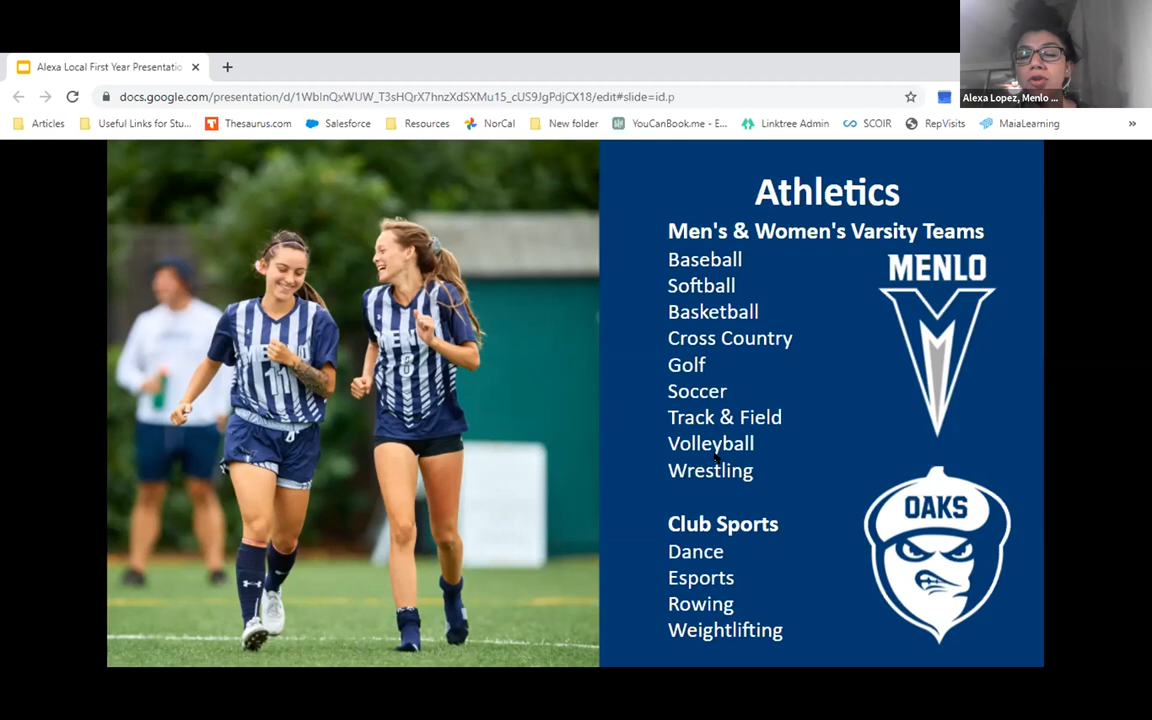 Alexa Local First Year Presentatio
docs.google.com/presentation/d/1WbInQxWUW_T3sHQrX7hnzXdSXMu15_cUS9JgPdjCX18/edit#slide=id.p
Alexa Lopez, Menlo ...
Articles
Useful Links for Stu...
Thesaurus.com
Salesforce
Resources
NorCal
New folder
YouCanBook.me - E...
Linktree Admin
SCOIR
RepVisits
MaiaLearning
»
Athletics
Men's & Women's Varsity Teams
Baseball
Softball
Basketball
Cross Country
Golf
Soccer
Track & Field
Volleyball
Wrestling
Club Sports
Dance
Esports
Rowing
Weightlifting
MENLO
M
OAKS
MENLO
11
8